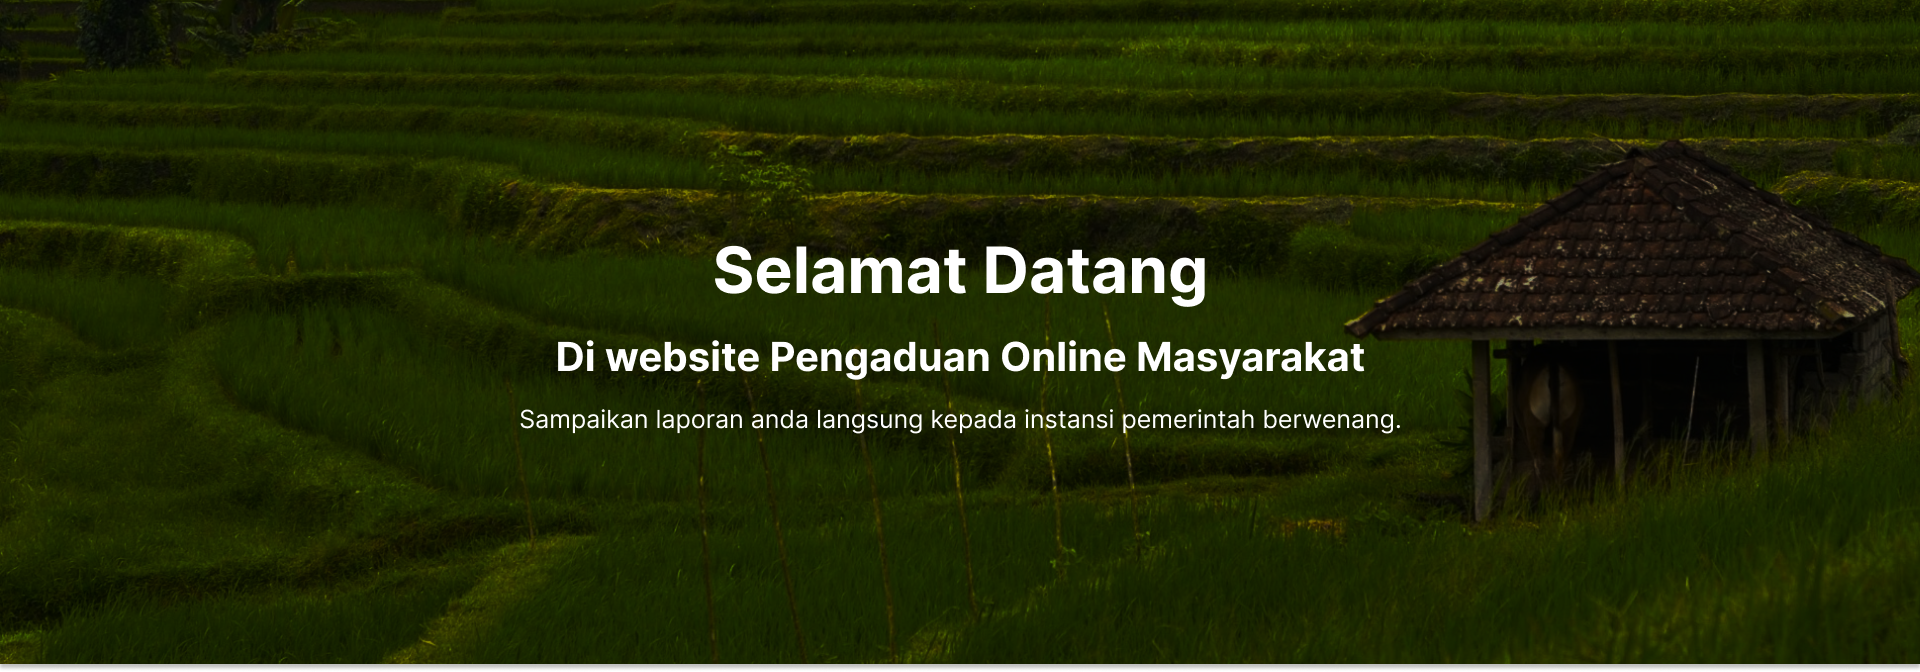 Selamat Datang
Di website Pengaduan Online Masyarakat
Sampaikan laporan anda langsung kepada instansi pemerintah berwenang.